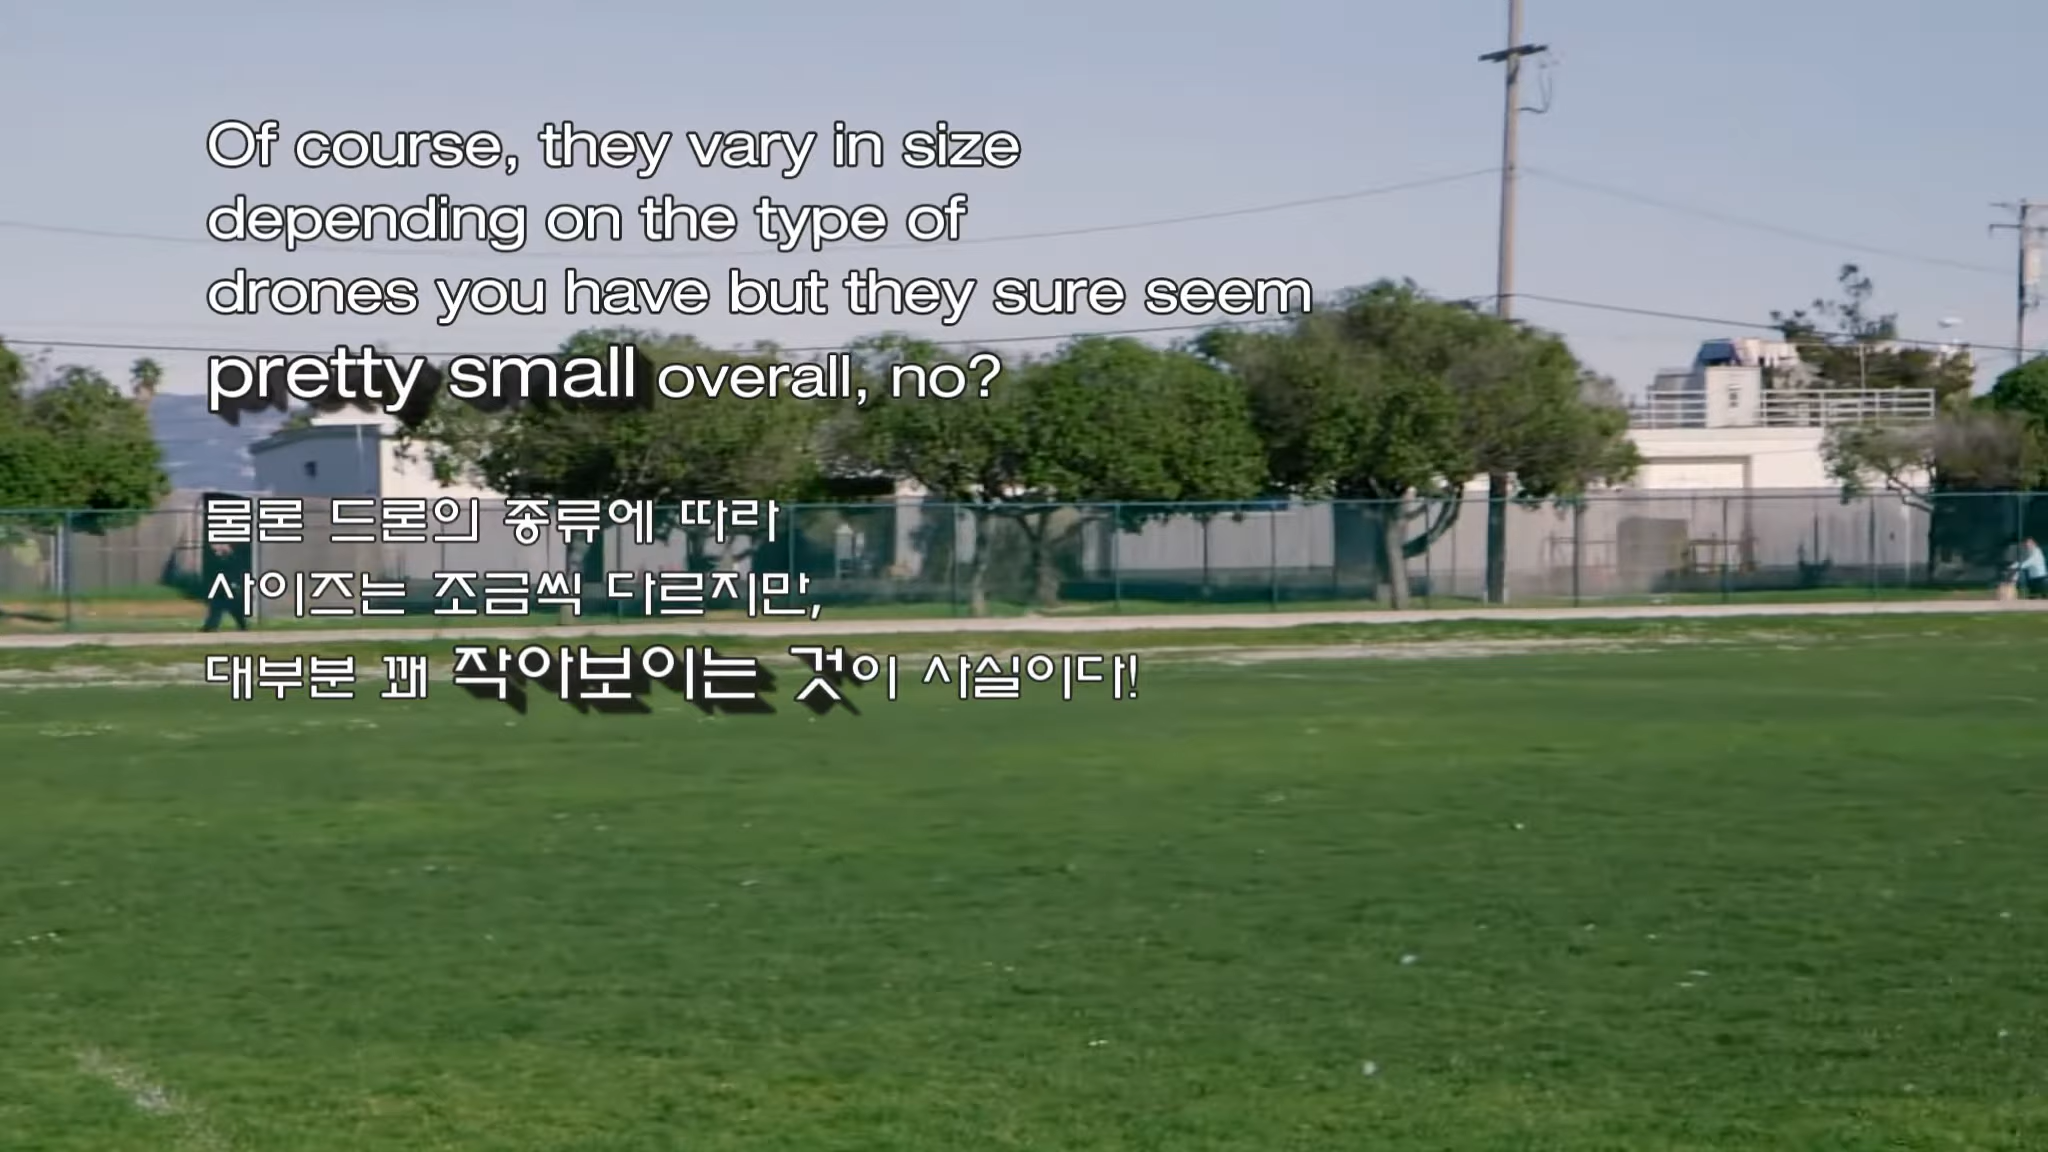 Of course, they vary in size
depending on the type of
drones you have but they sure seem
pretty small overall, no?
물론 드론의 종류에 따라
사이즈는 조금씩 다르지만,
대부분 꽤 작아보이는 것이 사실이다!